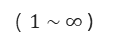 ( 1 ~ ∞ )